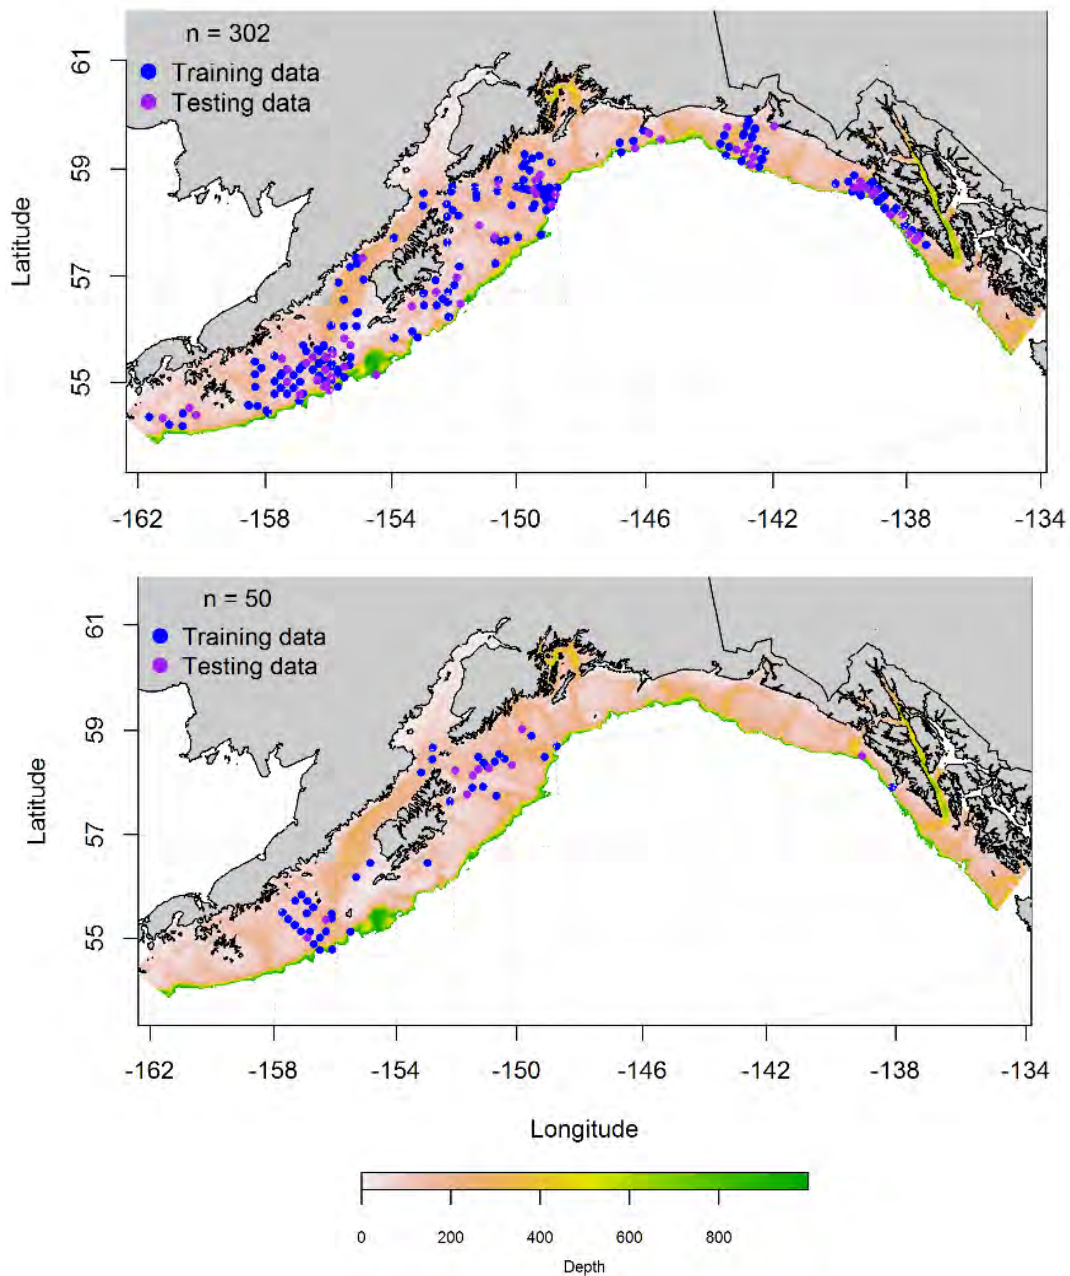 n = 302
Training data
Testing data
Latitude
61
59
57
55
-162 -158 -154 -150 -146 -142 -138 -134
n = 50
Training data
Testing data
Latitude
61
59
57
55
-162 -158 -154 -150 -146 -142 -138 -134
Longitude
0 200 400 600 800
Depth